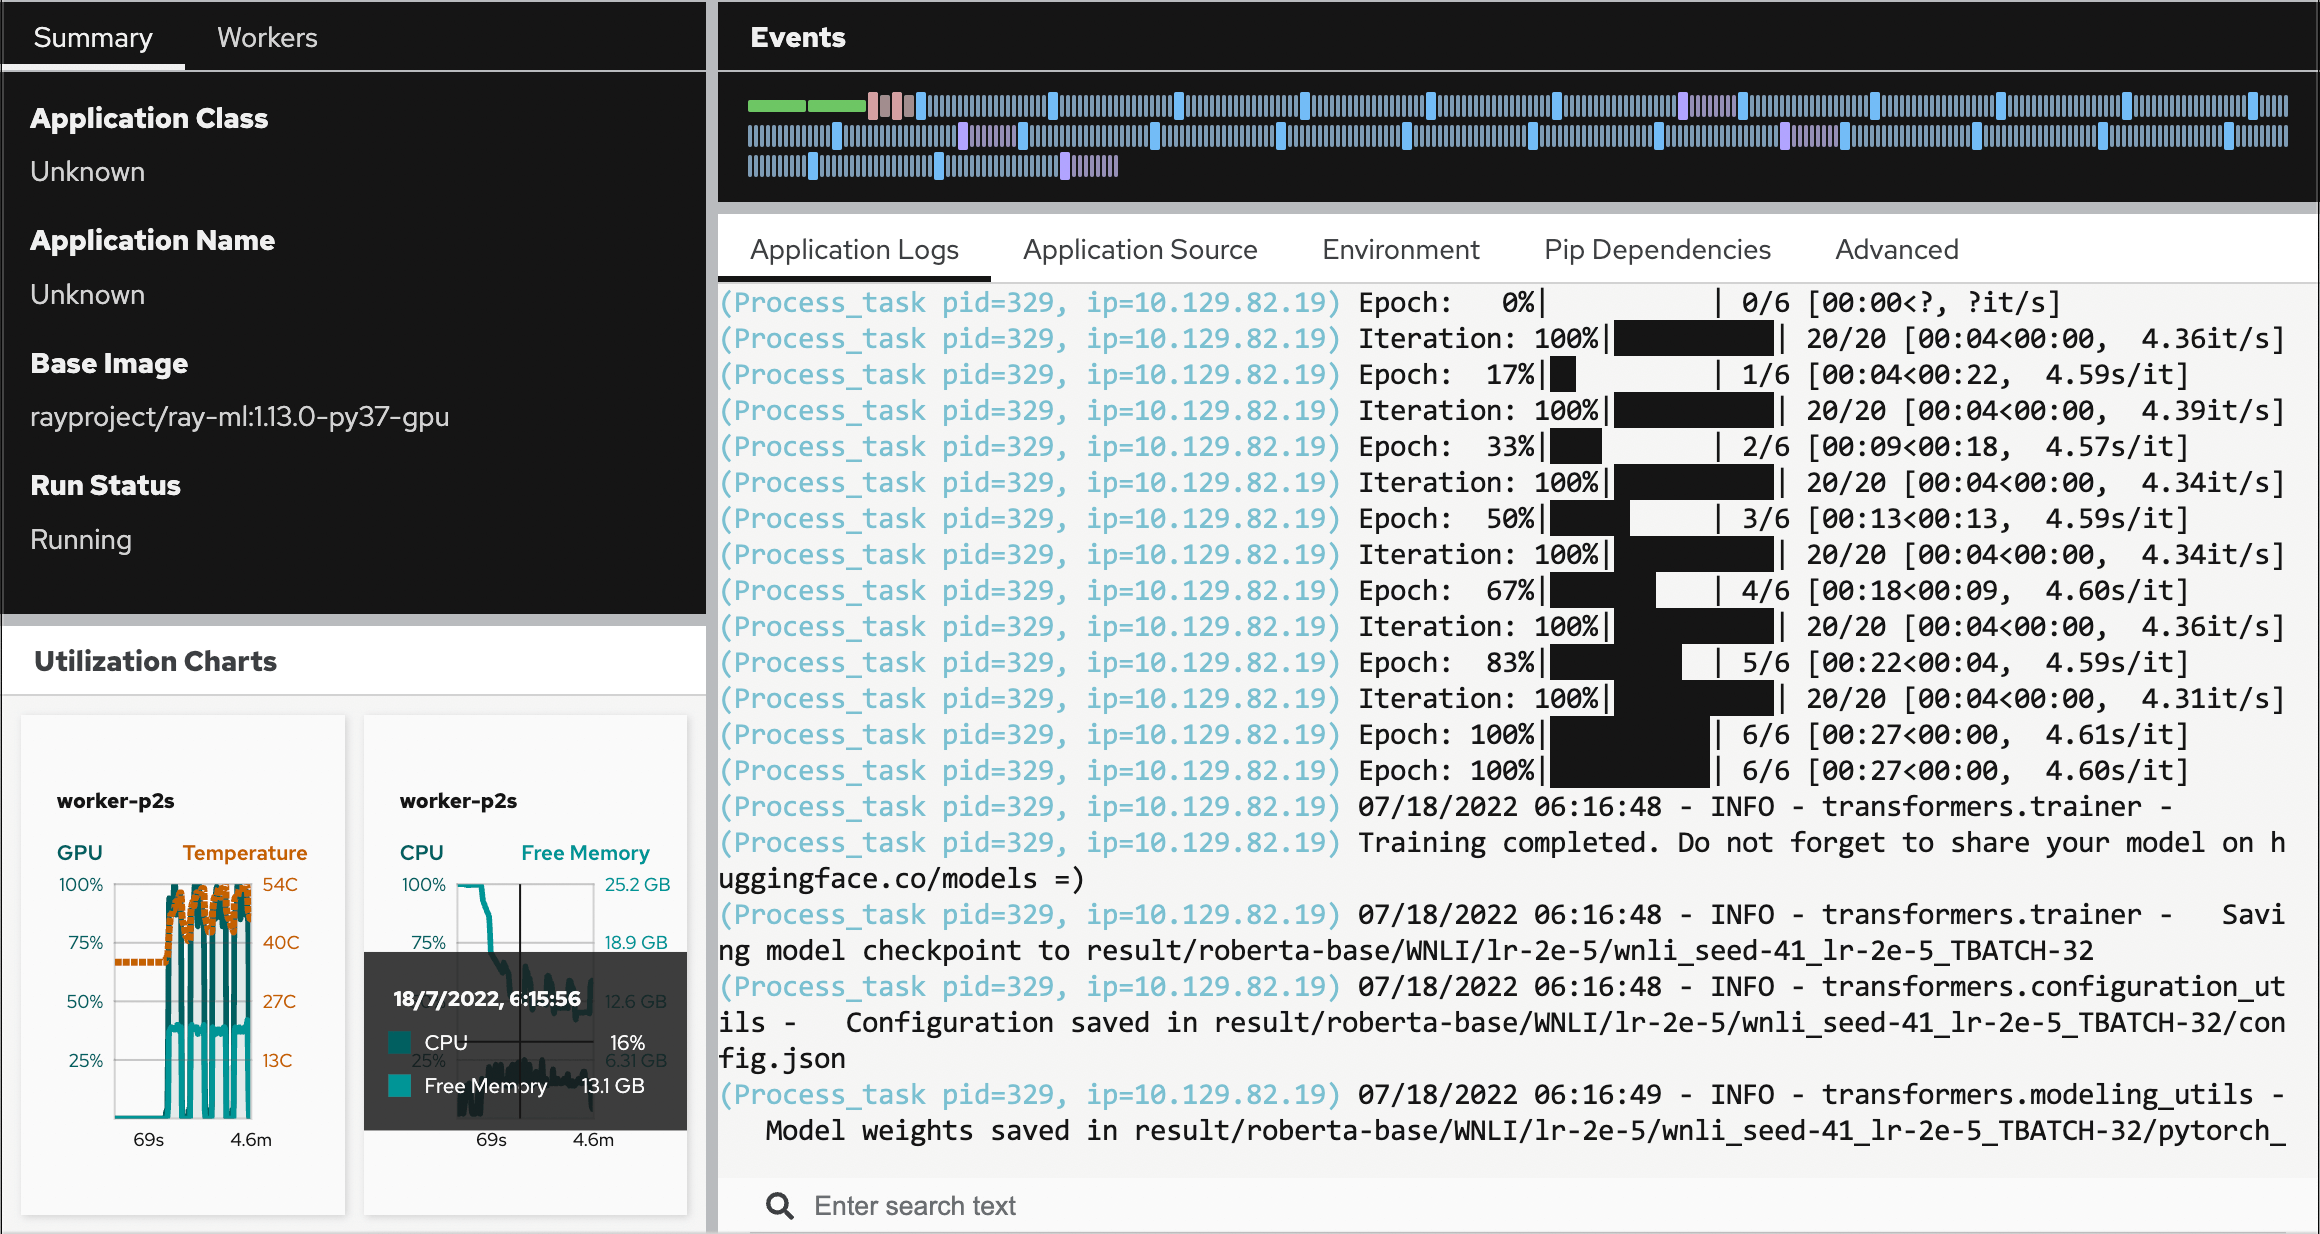 Summary Workers
Application Class
Unknown
Application Name
Unknown
Base Image
rayproject/ray-ml:1.13.0-py37-gpu
Run Status
Running
Utilization Charts
worker-p2s
GPU Temperature
100% 54C
75% 40C
50% 27C
25% 13C
69s 4.6m
worker-p2s
CPU Free Memory
100% 25.2 GB
75% 18.9 GB
18/7/2022, 6:15:56 12.6 GB
CPU 16%
25% 6.31 GB
Free Memory 13.1 GB
69s 4.6m
Events
Application Logs Application Source Environment Pip Dependencies Advanced
(Process_task pid=329, ip=10.129.82.19) Epoch:   0%|          | 0/6 [00:00<?, ?it/s]
(Process_task pid=329, ip=10.129.82.19) Iteration: 100%|██████████| 20/20 [00:04<00:00,  4.36it/s]
(Process_task pid=329, ip=10.129.82.19) Epoch:  17%|█▋        | 1/6 [00:04<00:22,  4.59s/it]
(Process_task pid=329, ip=10.129.82.19) Iteration: 100%|██████████| 20/20 [00:04<00:00,  4.39it/s]
(Process_task pid=329, ip=10.129.82.19) Epoch:  33%|███▎      | 2/6 [00:09<00:18,  4.57s/it]
(Process_task pid=329, ip=10.129.82.19) Iteration: 100%|██████████| 20/20 [00:04<00:00,  4.34it/s]
(Process_task pid=329, ip=10.129.82.19) Epoch:  50%|█████     | 3/6 [00:13<00:13,  4.59s/it]
(Process_task pid=329, ip=10.129.82.19) Iteration: 100%|██████████| 20/20 [00:04<00:00,  4.34it/s]
(Process_task pid=329, ip=10.129.82.19) Epoch:  67%|██████▋   | 4/6 [00:18<00:09,  4.60s/it]
(Process_task pid=329, ip=10.129.82.19) Iteration: 100%|██████████| 20/20 [00:04<00:00,  4.36it/s]
(Process_task pid=329, ip=10.129.82.19) Epoch:  83%|████████▎ | 5/6 [00:22<00:04,  4.59s/it]
(Process_task pid=329, ip=10.129.82.19) Iteration: 100%|██████████| 20/20 [00:04<00:00,  4.31it/s]
(Process_task pid=329, ip=10.129.82.19) Epoch: 100%|██████████| 6/6 [00:27<00:00,  4.61s/it]
(Process_task pid=329, ip=10.129.82.19) Epoch: 100%|██████████| 6/6 [00:27<00:00,  4.60s/it]
(Process_task pid=329, ip=10.129.82.19) 07/18/2022 06:16:48 - INFO - transformers.trainer -
(Process_task pid=329, ip=10.129.82.19) Training completed. Do not forget to share your model on h
uggingface.co/models =)
(Process_task pid=329, ip=10.129.82.19) 07/18/2022 06:16:48 - INFO - transformers.trainer -   Savi
ng model checkpoint to result/roberta-base/WNLI/lr-2e-5/wnli_seed-41_lr-2e-5_TBATCH-32
(Process_task pid=329, ip=10.129.82.19) 07/18/2022 06:16:48 - INFO - transformers.configuration_ut
ils -   Configuration saved in result/roberta-base/WNLI/lr-2e-5/wnli_seed-41_lr-2e-5_TBATCH-32/con
fig.json
(Process_task pid=329, ip=10.129.82.19) 07/18/2022 06:16:49 - INFO - transformers.modeling_utils -
   Model weights saved in result/roberta-base/WNLI/lr-2e-5/wnli_seed-41_lr-2e-5_TBATCH-32/pytorch_
Enter search text